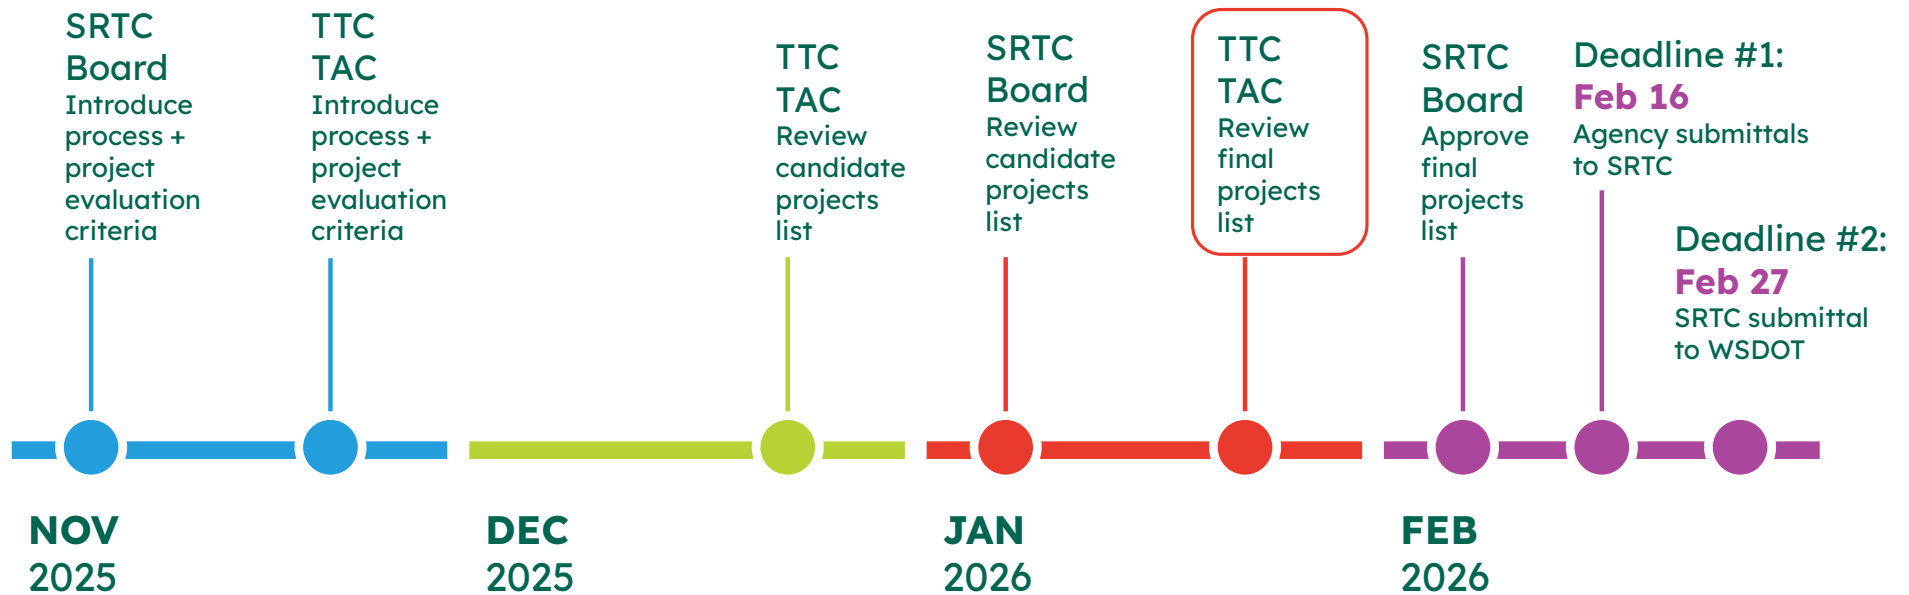 SRTC
Board
Introduce
process +
project
evaluation
criteria
TTC
TAC
Introduce
process +
project
evaluation
criteria
TTC
TAC
Review
candidate
projects
list
SRTC
Board
Review
candidate
projects
list
TTC
TAC
Review
final
projects
list
SRTC
Board
Approve
final
projects
list
Deadline #1:
Feb 16
Agency submittals
to SRTC
Deadline #2:
Feb 27
SRTC submittal
to WSDOT
NOV
2025
DEC
2025
JAN
2026
FEB
2026